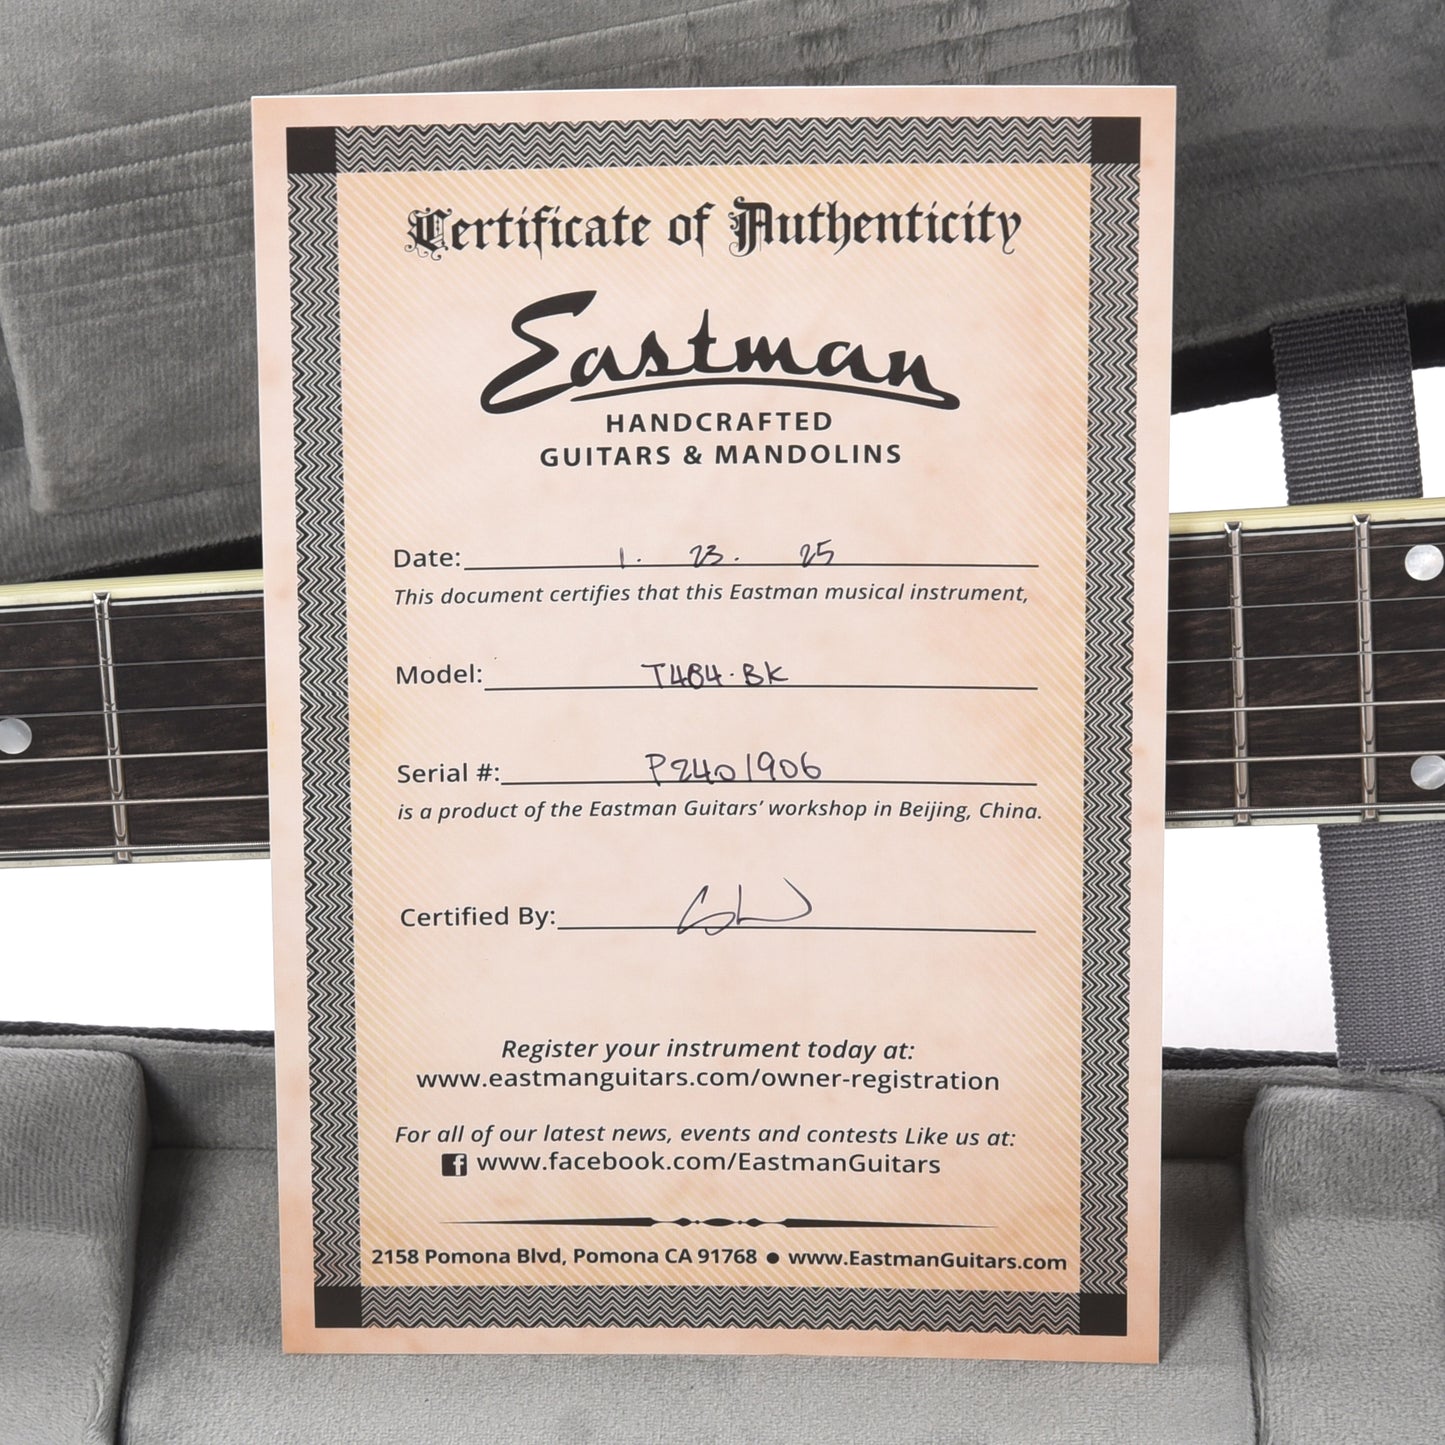 Certificate of Authenticity
Eastman
HANDCRAFTED
GUITARS & MANDOLINS
Date: 1. 23. 25
This document certifies that this Eastman musical instrument,
Model: T484-BK
Serial #: P2401906
is a product of the Eastman Guitars' workshop in Beijing, China.
Certified By:
Register your instrument today at:
www.eastmanguitars.com/owner-registration
For all of our latest news, events and contests Like us at:
f www.facebook.com/EastmanGuitars
2158 Pomona Blvd, Pomona CA 91768 ● www.EastmanGuitars.com